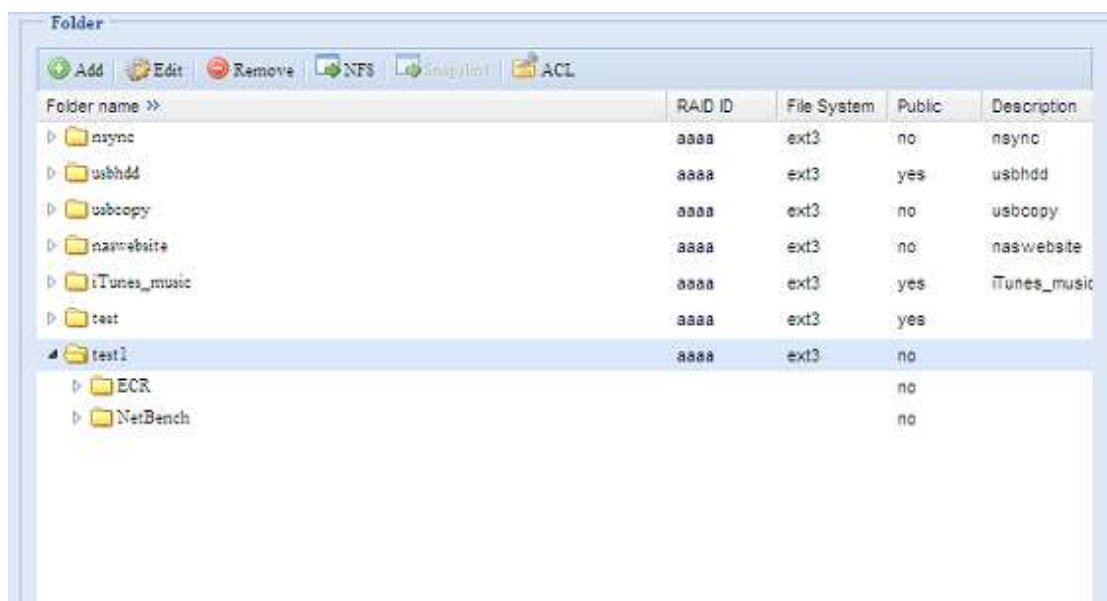 Folder
Add Edit Remove NFS Snapshot ACL
Folder name » RAID ID File System Public Description
nsync aaaa ext3 no nsync
usbhdd aaaa ext3 yes usbhdd
usbcopy aaaa ext3 no usbcopy
naswebsite aaaa ext3 no naswebsite
iTunes_music aaaa ext3 yes iTunes_music
test aaaa ext3 yes
test1 aaaa ext3 no
ECR no
NetBench no